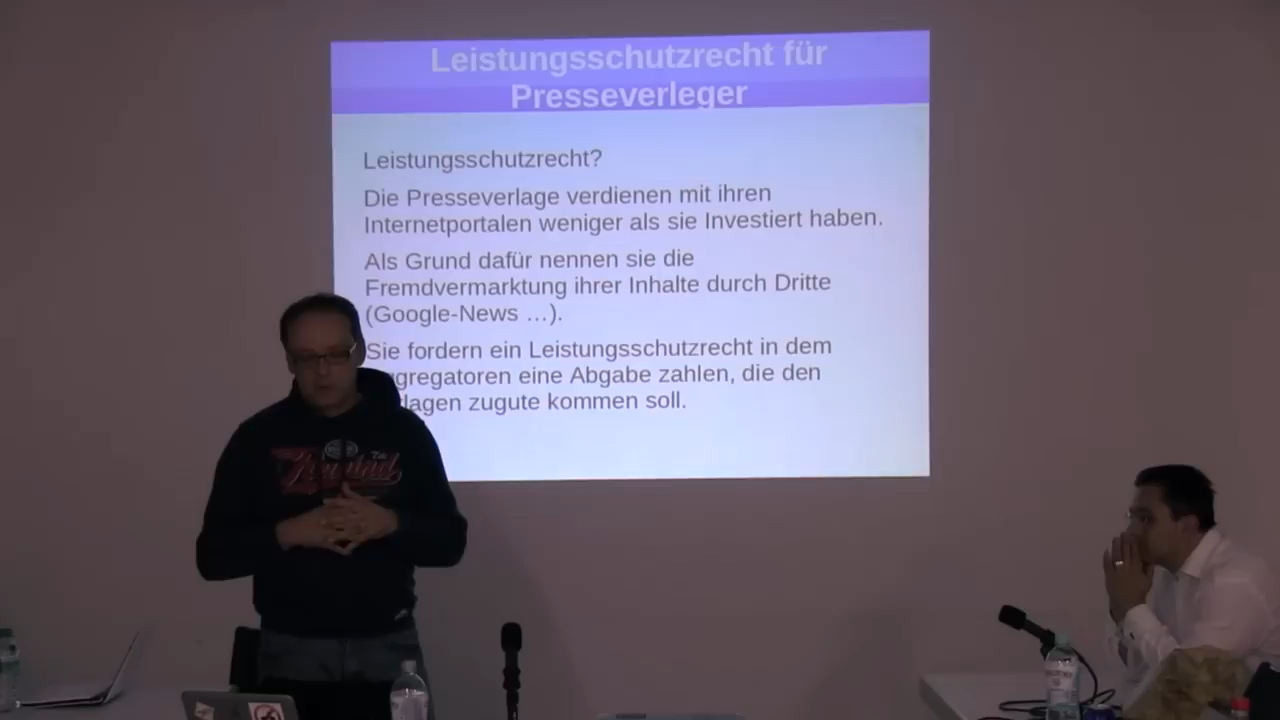 Leistungsschutzrecht für
Presseverleger
Leistungsschutzrecht?
Die Presseverlage verdienen mit ihren
Internetportalen weniger als sie Investiert haben.
Als Grund dafür nennen sie die
Fremdvermarktung ihrer Inhalte durch Dritte
(Google-News …).
Sie fordern ein Leistungsschutzrecht in dem
eine Abgabe zahlen, die den
zugute kommen soll.